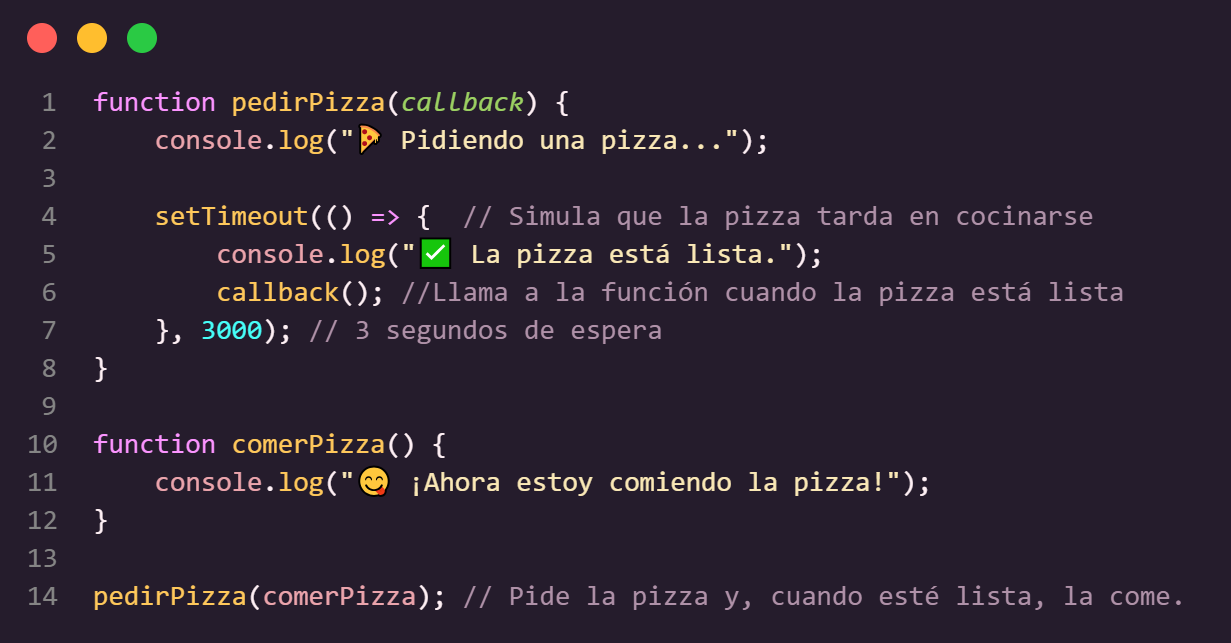 1 function pedirPizza(callback) {
2 console.log("🍕 Pidiendo una pizza...");
3
4 setTimeout(() => { // Simula que la pizza tarda en cocinarse
5 console.log("✅ La pizza está lista.");
6 callback(); //Llama a la función cuando la pizza está lista
7 }, 3000); // 3 segundos de espera
8 }
9
10 function comerPizza() {
11 console.log("😋 ¡Ahora estoy comiendo la pizza!");
12 }
13
14 pedirPizza(comerPizza); // Pide la pizza y, cuando esté lista, la come.